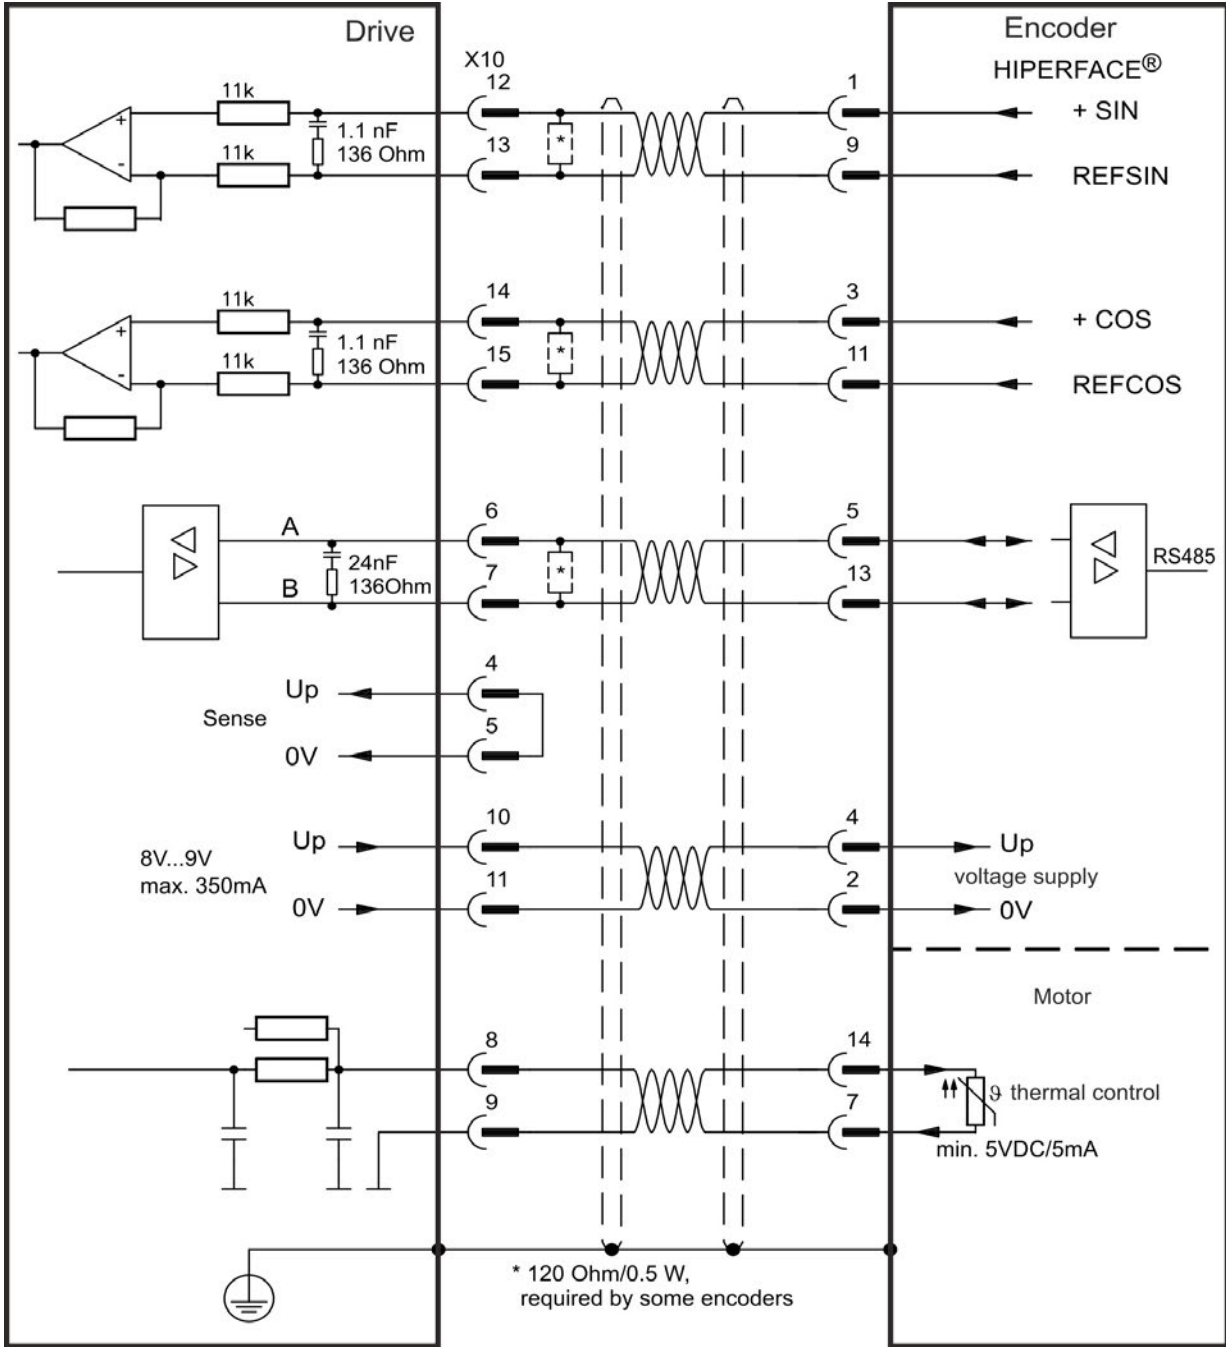 Drive
Encoder
X10
HIPERFACE®
11k
12
1
+ SIN
+
1.1 nF
136 Ohm
*
11k
13
9
REFSIN
-
11k
14
3
+ COS
+
1.1 nF
136 Ohm
*
11k
15
11
REFCOS
-
A
6
5
24nF
136Ohm
*
RS485
B
7
13
Up
4
Sense
0V
5
Up
10
4
Up
8V...9V
max. 350mA
voltage supply
0V
11
2
0V
Motor
8
14
ϑ thermal control
9
7
min. 5VDC/5mA
* 120 Ohm/0.5 W,
required by some encoders